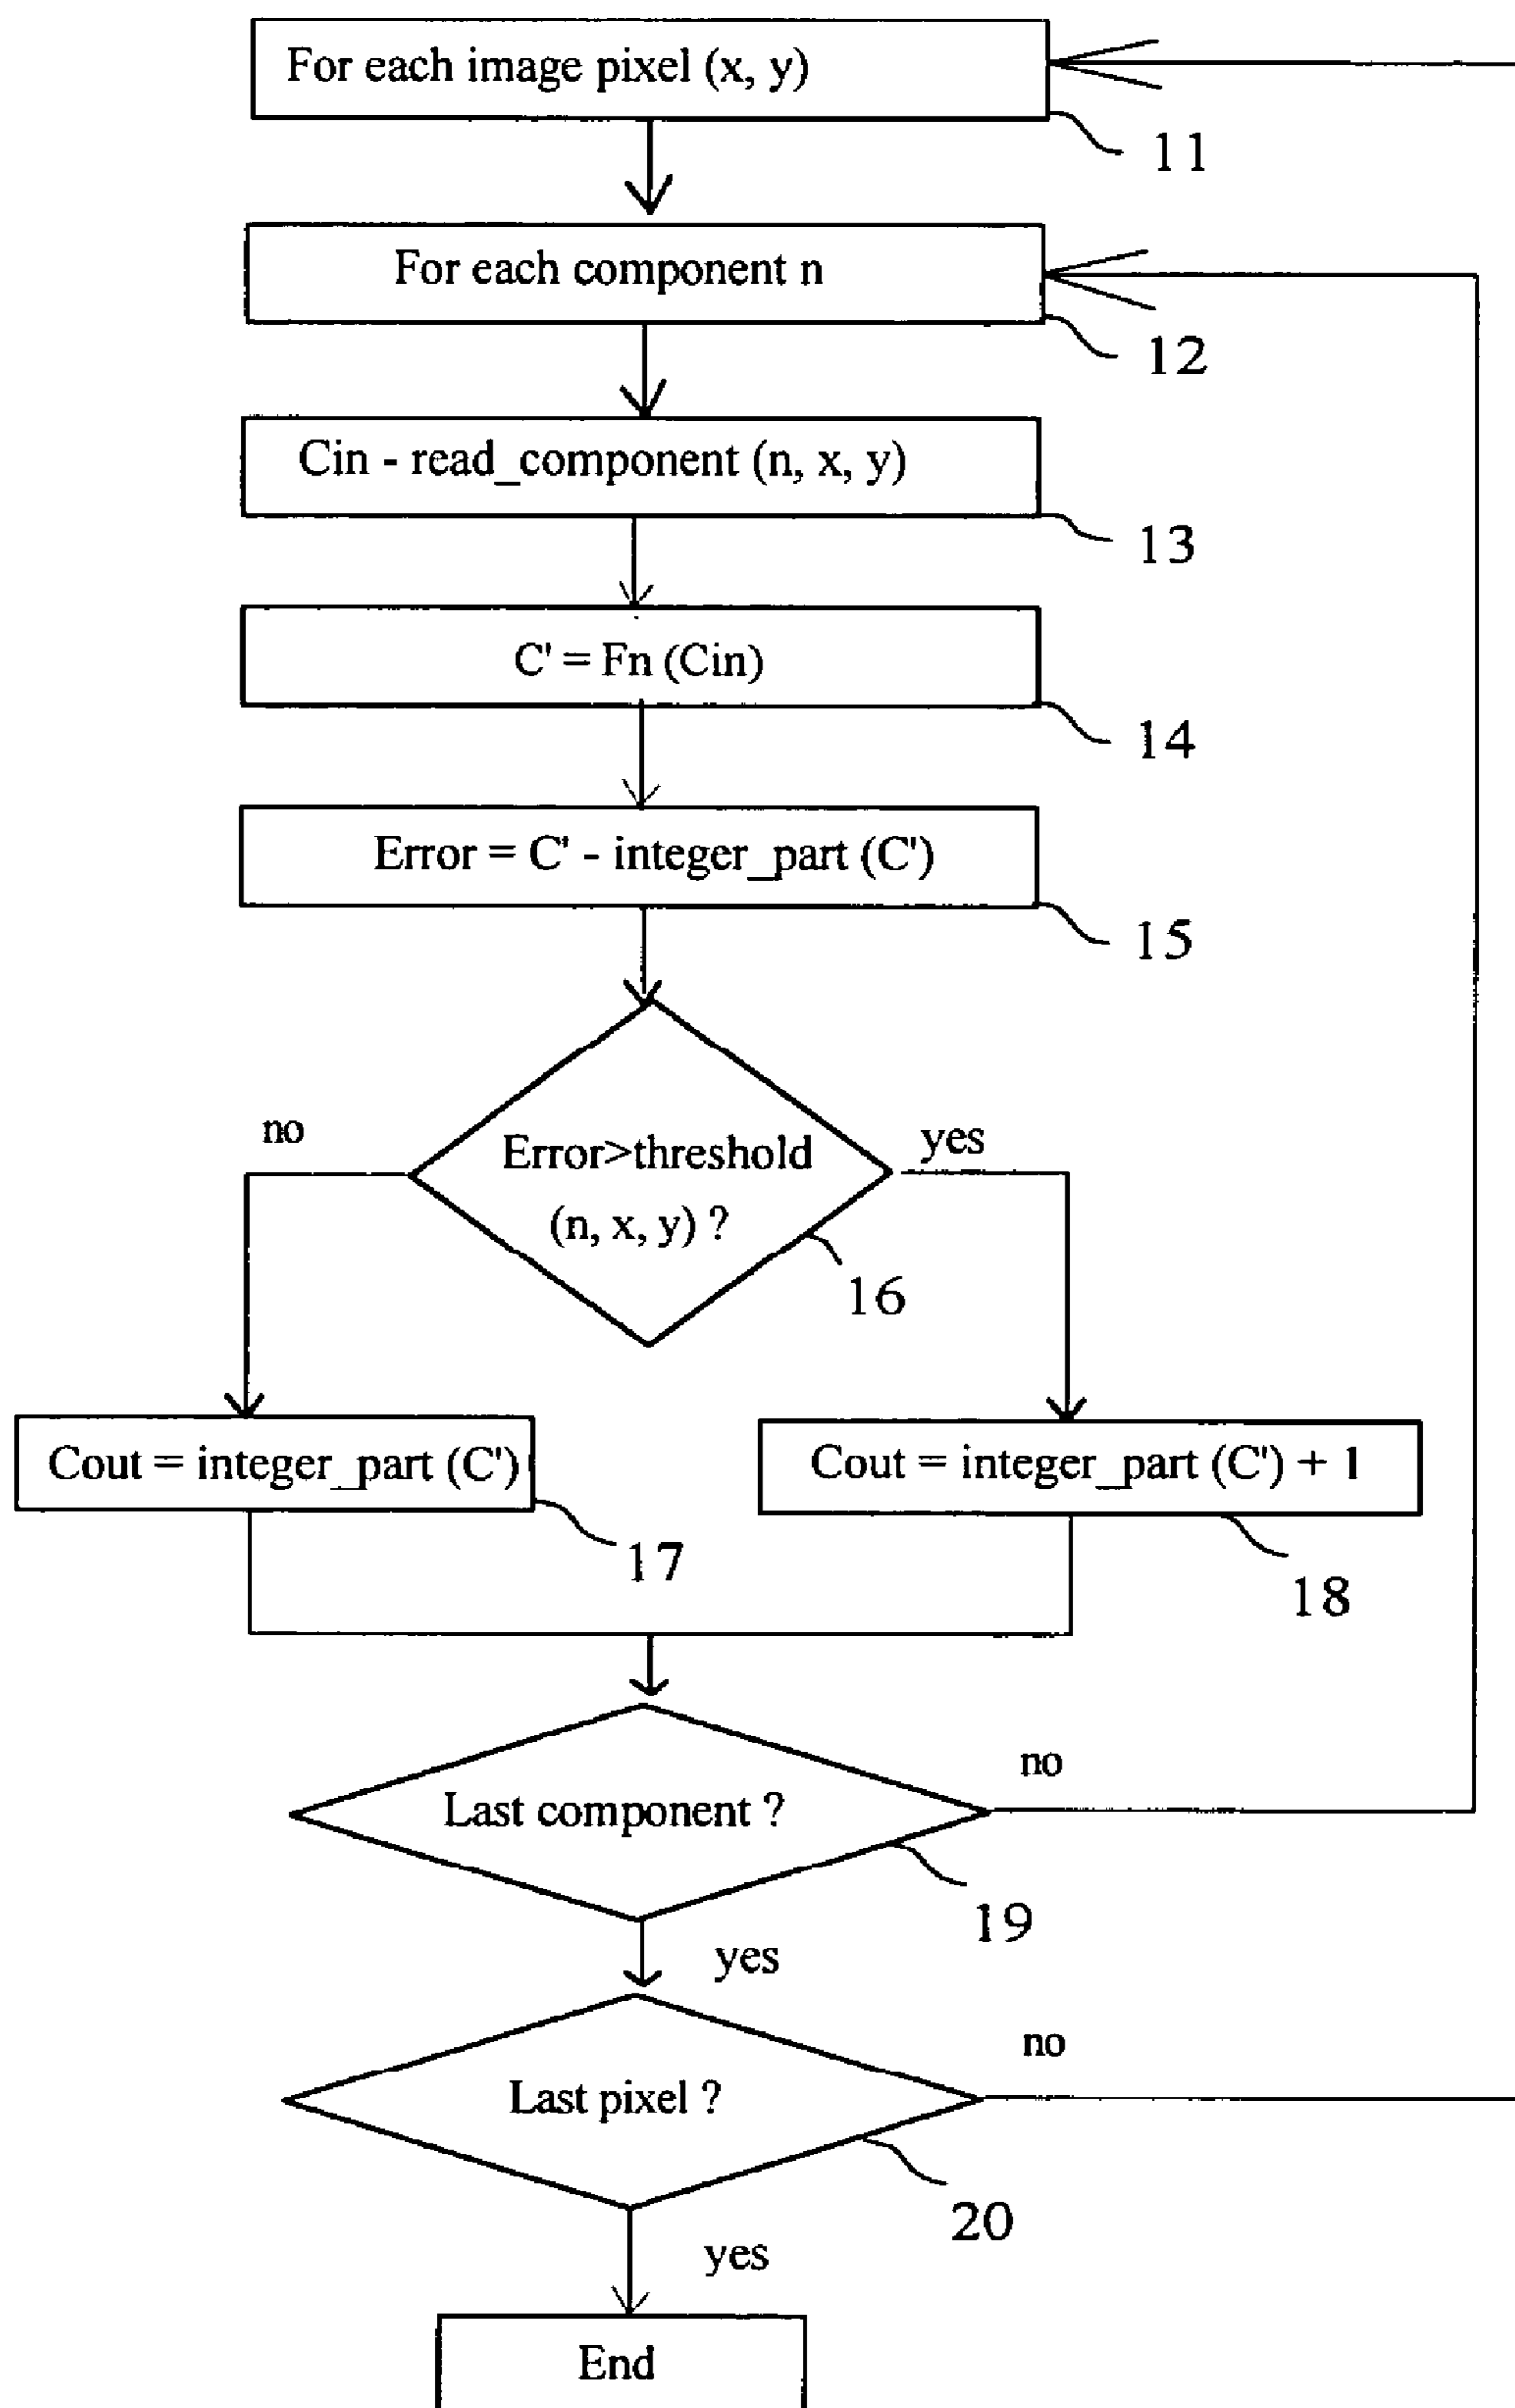 For each image pixel (x, y)
11
For each component n
12
Cin - read_component (n, x, y)
13
C' = Fn (Cin)
14
Error = C' - integer_part (C')
15
no
Error>threshold
(n, x, y) ?
yes
16
Cout = integer_part (C')
17
Cout = integer_part (C') + 1
18
Last component ?
no
19
yes
Last pixel ?
no
20
yes
End